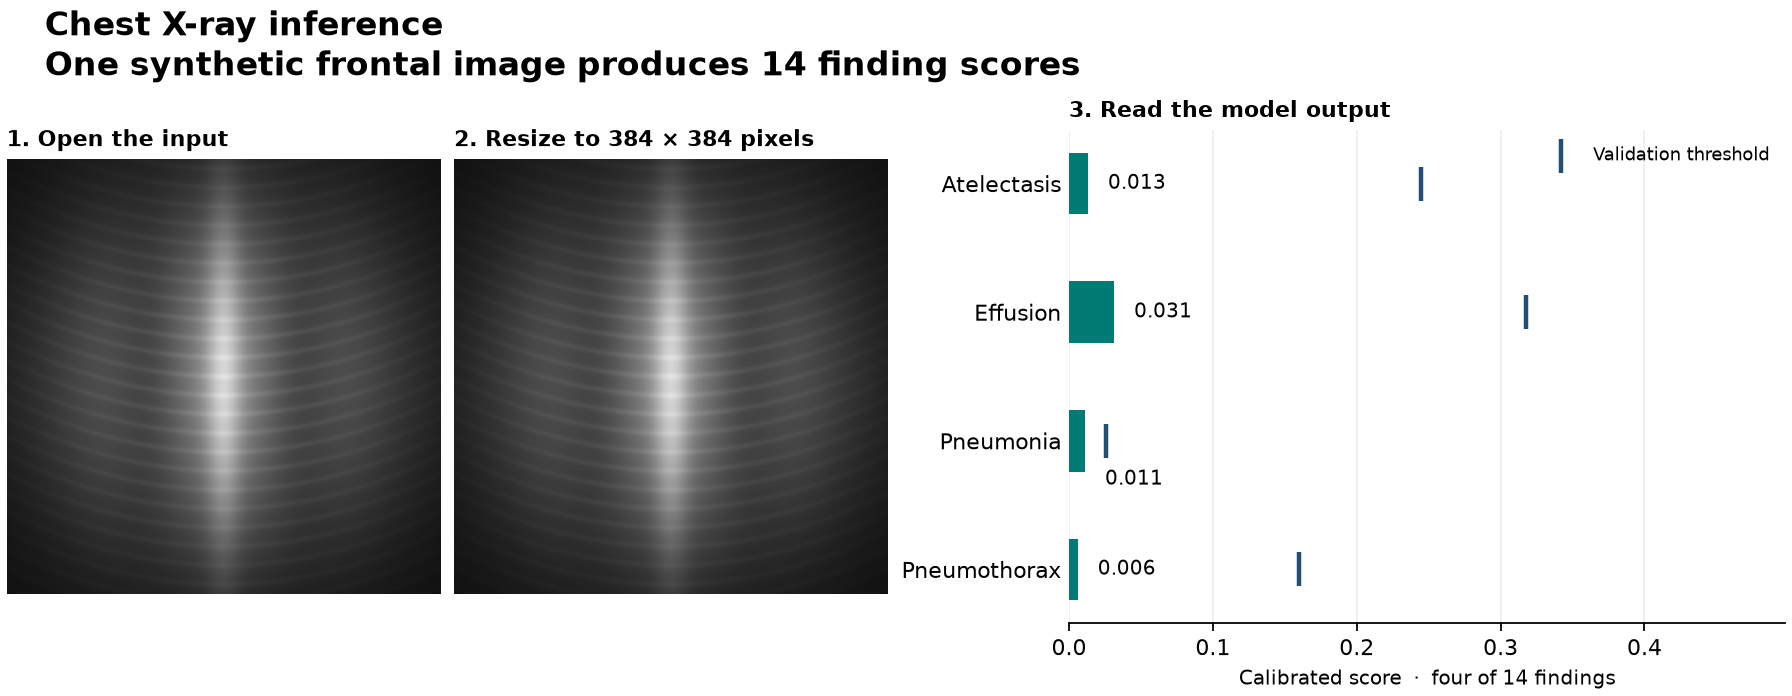 Chest X-ray inference
One synthetic frontal image produces 14 finding scores
1. Open the input
2. Resize to 384 × 384 pixels
3. Read the model output
Validation threshold
Atelectasis
0.013
Effusion
0.031
Pneumonia
0.011
Pneumothorax
0.006
0.0
0.1
0.2
0.3
0.4
Calibrated score · four of 14 findings